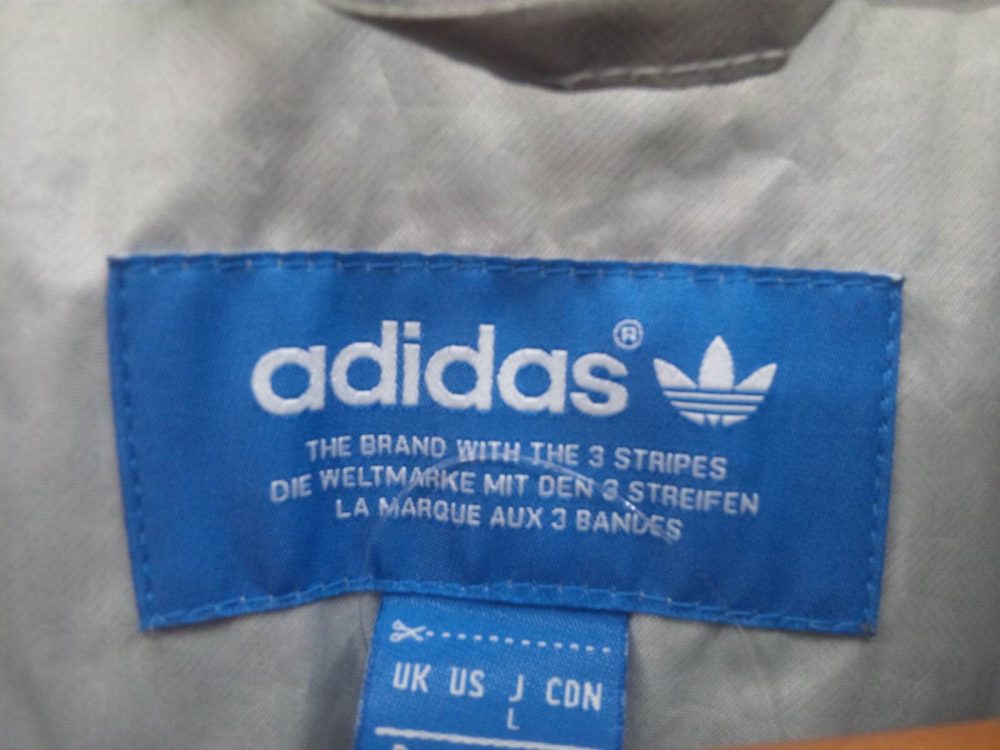 adidas®
THE BRAND WITH THE 3 STRIPES
DIE WELTMARKE MIT DEN 3 STREIFEN
LA MARQUE AUX 3 BANDES
UK US J CDN
L